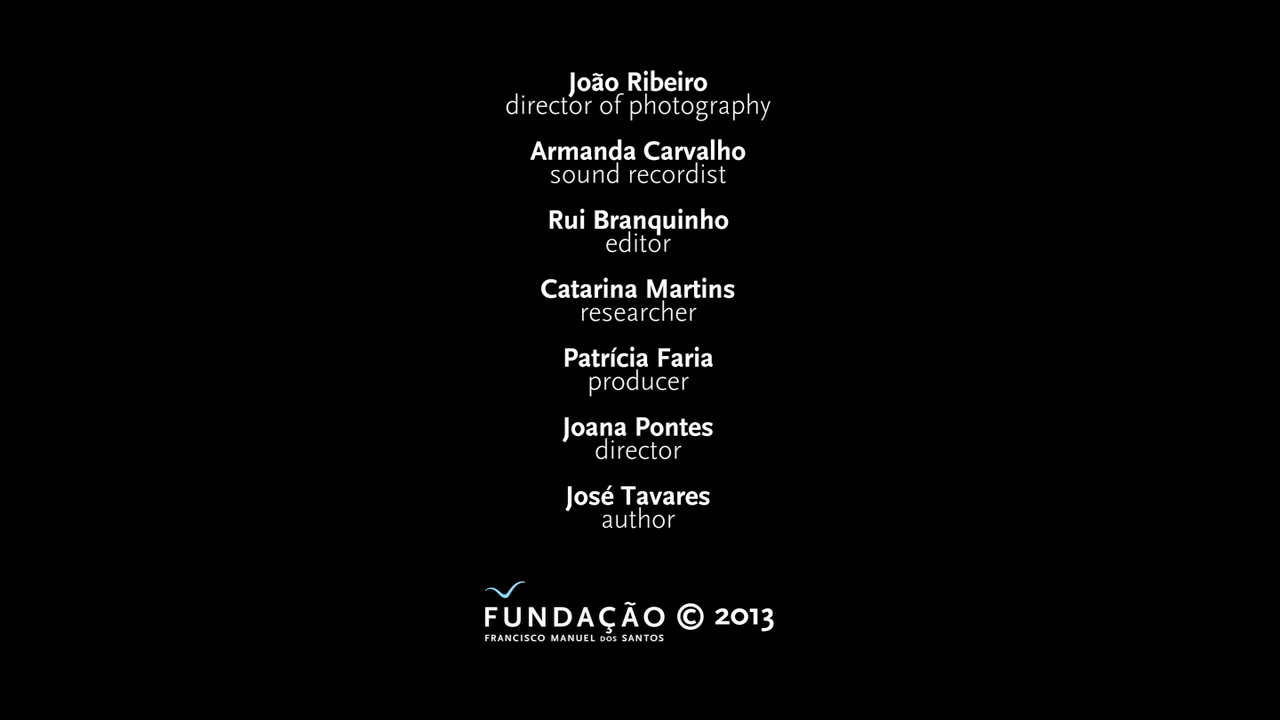 João Ribeiro
director of photography
Armanda Carvalho
sound recordist
Rui Branquinho
editor
Catarina Martins
researcher
Patrícia Faria
producer
Joana Pontes
director
José Tavares
author
FUNDAÇÃO © 2013
FRANCISCO MANUEL DOS SANTOS